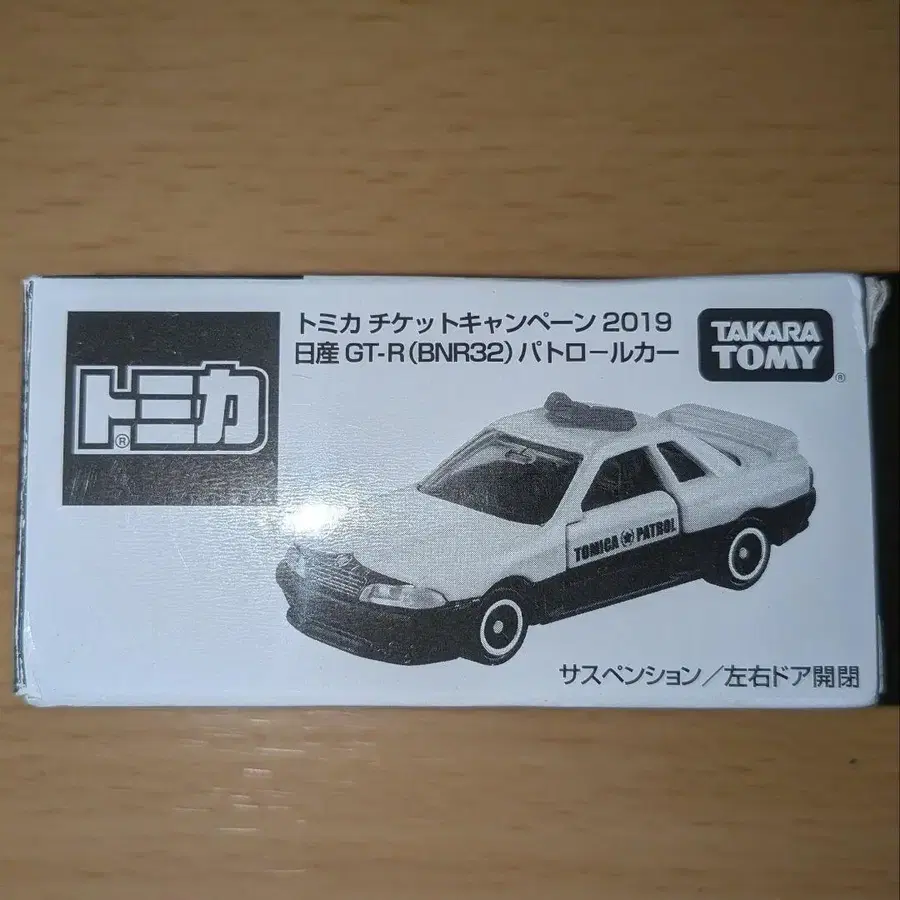 トミカ チケットキャンペーン 2019
日産 GT-R(BNR32)パトロールカー
TAKARA
TOMY
®
トミカ
®
TOMICA PATROL
サスペンション/左右ドア開閉